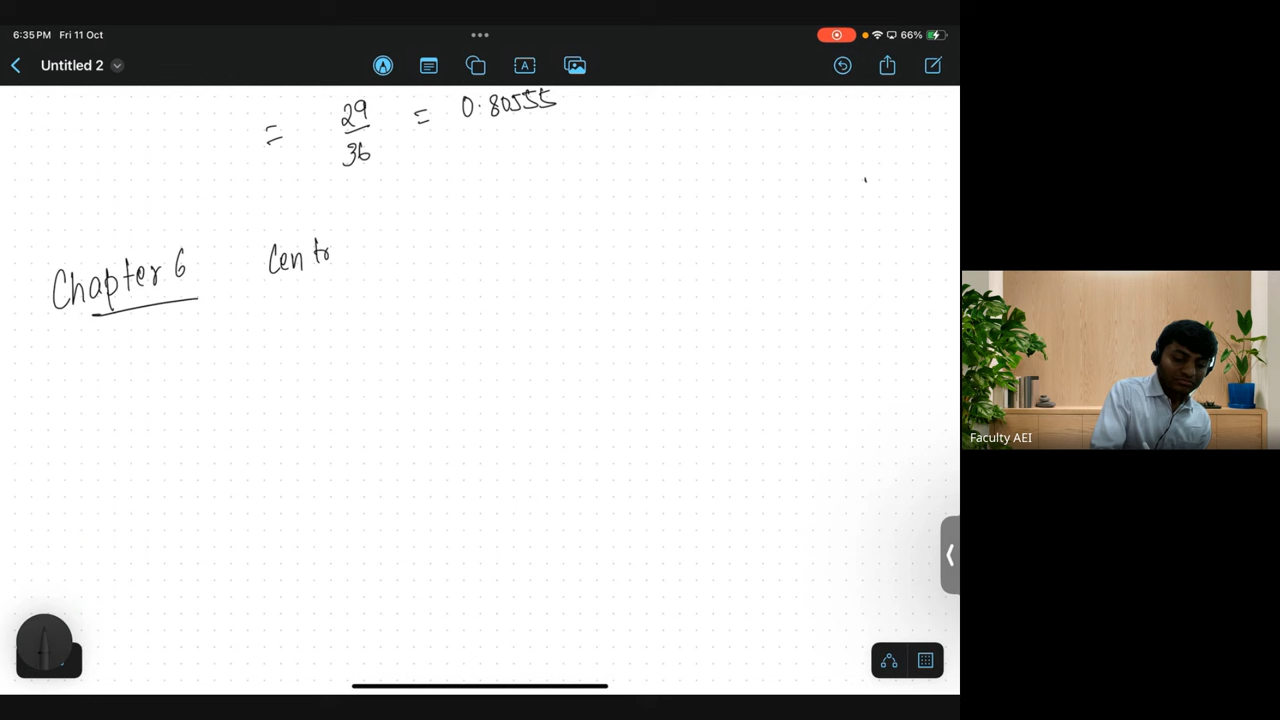 6:35 PM Fri 11 Oct
66%
Untitled 2
A
= 29/36 = 0.80555
Chapter 6 Centr
Faculty AEI